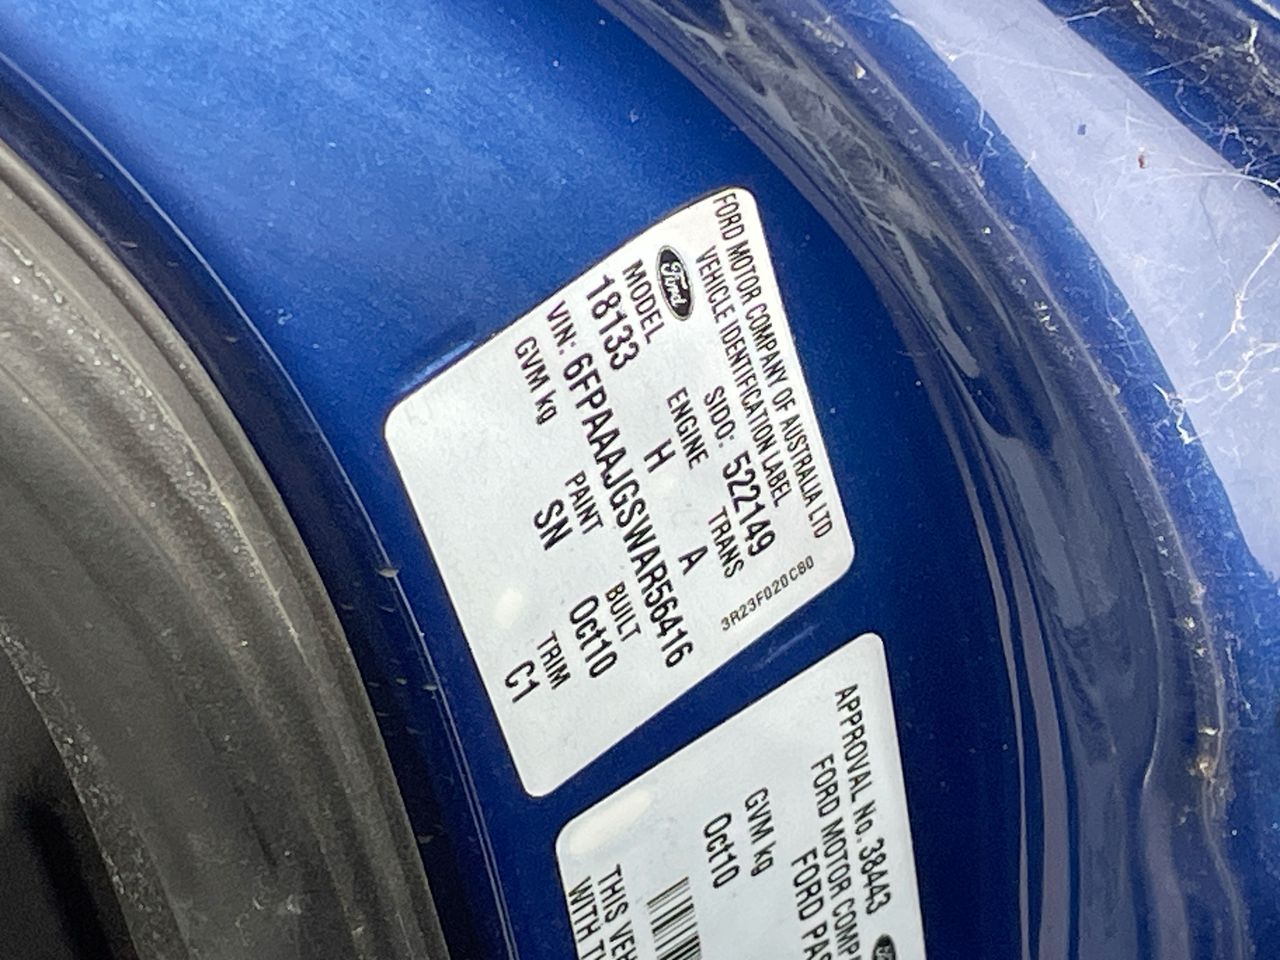 FORD MOTOR COMPANY OF AUSTRALIA LTD
VEHICLE IDENTIFICATION LABEL
Ford
SIDO: 522149
MODEL ENGINE TRANS
18133 H A
3R23F020CB0
VIN: 6FPAAAJGSWAR56416
GVM kg PAINT BUILT TRIM
SN Oct10 C1
APPROVAL No. 38443
FORD MOTOR COMPA
FORD PAS
GVM kg
Oct10
THIS VEH
WITH T